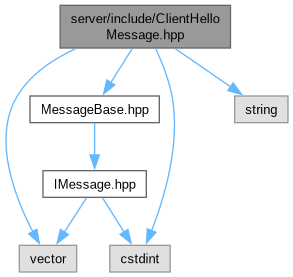 server/include/ClientHello
Message.hpp
MessageBase.hpp
string
IMessage.hpp
vector
cstdint